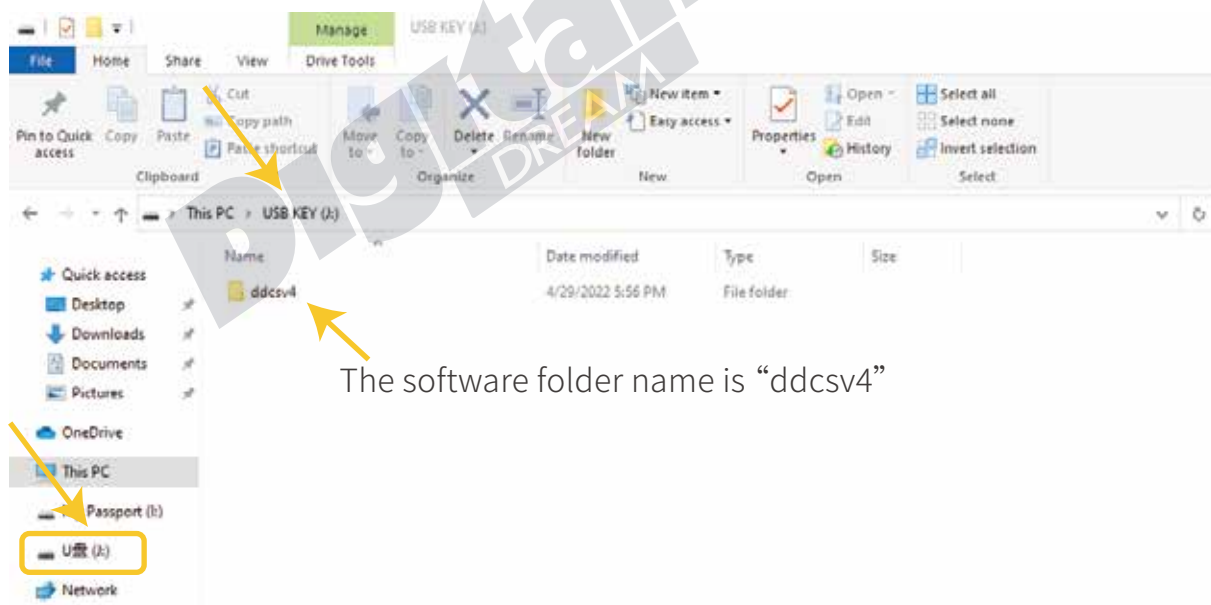 Manage USB KEY (J:)
File Home Share View Drive Tools
Pin to Quick access
Copy
Paste
Cut
Copy path
Paste shortcut
Clipboard
Move to
Copy to
Delete
Rename
Organize
New folder
New item
Easy access
New
Properties
Open
Edit
History
Open
Select all
Select none
Invert selection
Select
This PC USB KEY (J:)
Name Date modified Type Size
ddcsv4 4/29/2022 5:56 PM File folder
Quick access
Desktop
Downloads
Documents
Pictures
OneDrive
This PC
Passport (I:)
U盘 (J:)
Network
The software folder name is “ddcsv4”
Digital
DREAM